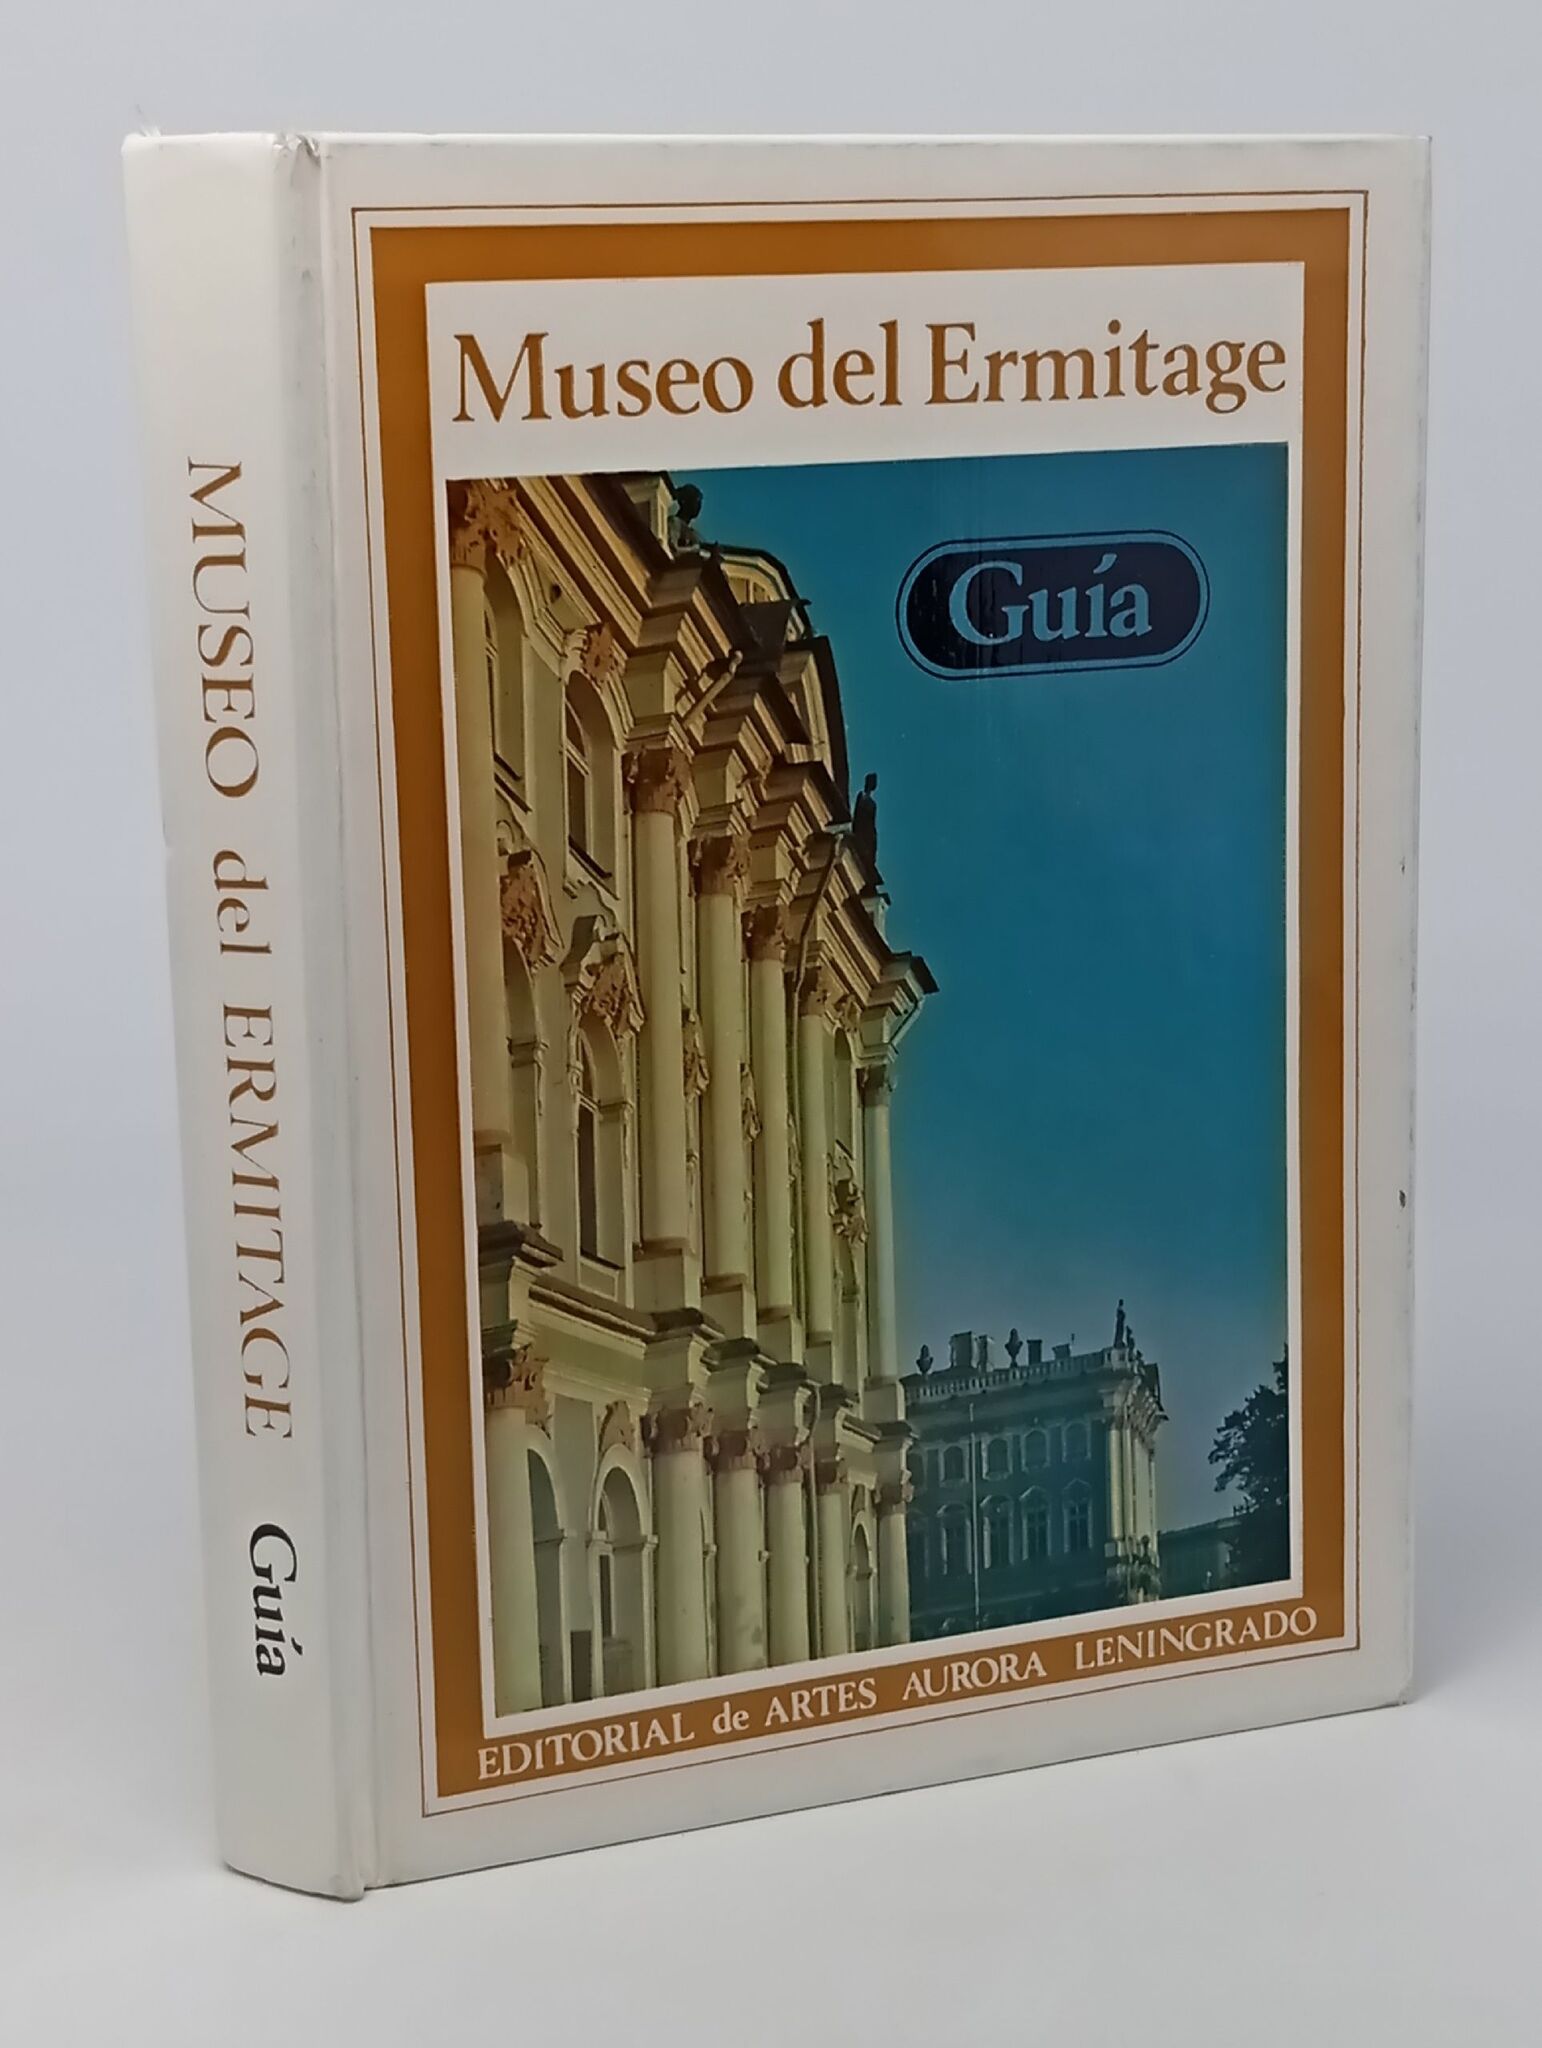 Museo del Ermitage
Guía
EDITORIAL de ARTES AURORA LENINGRADO
MUSEO del ERMITAGE Guía